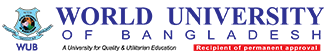 WORLD UNIVERSITY
OF BANGLADESH
WUB
A University for Quality & Utilitarian Education
Recipient of permanent approval